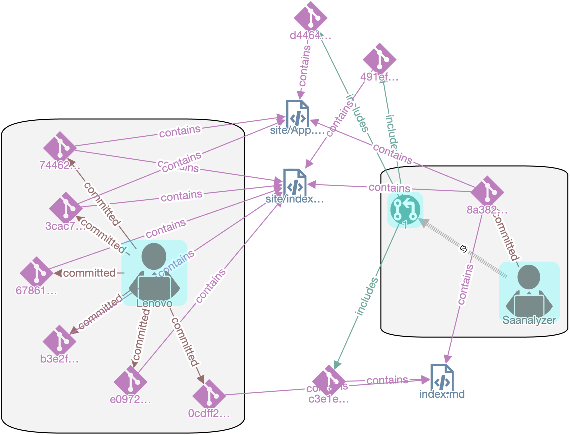 d4464...
491ef...
contains
includes
contains
Includes
site/App....
contains
contains
contains
74462...
contains
contains
site/index...
contains
committed
3cac7...
committed
contains
8a382...
contains
67861...
committed
Lenovo
contains
committed
Saanalyzer
committed
contains
includes
contains
b3e2f...
committed
committed
e0972...
0cdff2...
contains
c3e1e...
contains
index.md